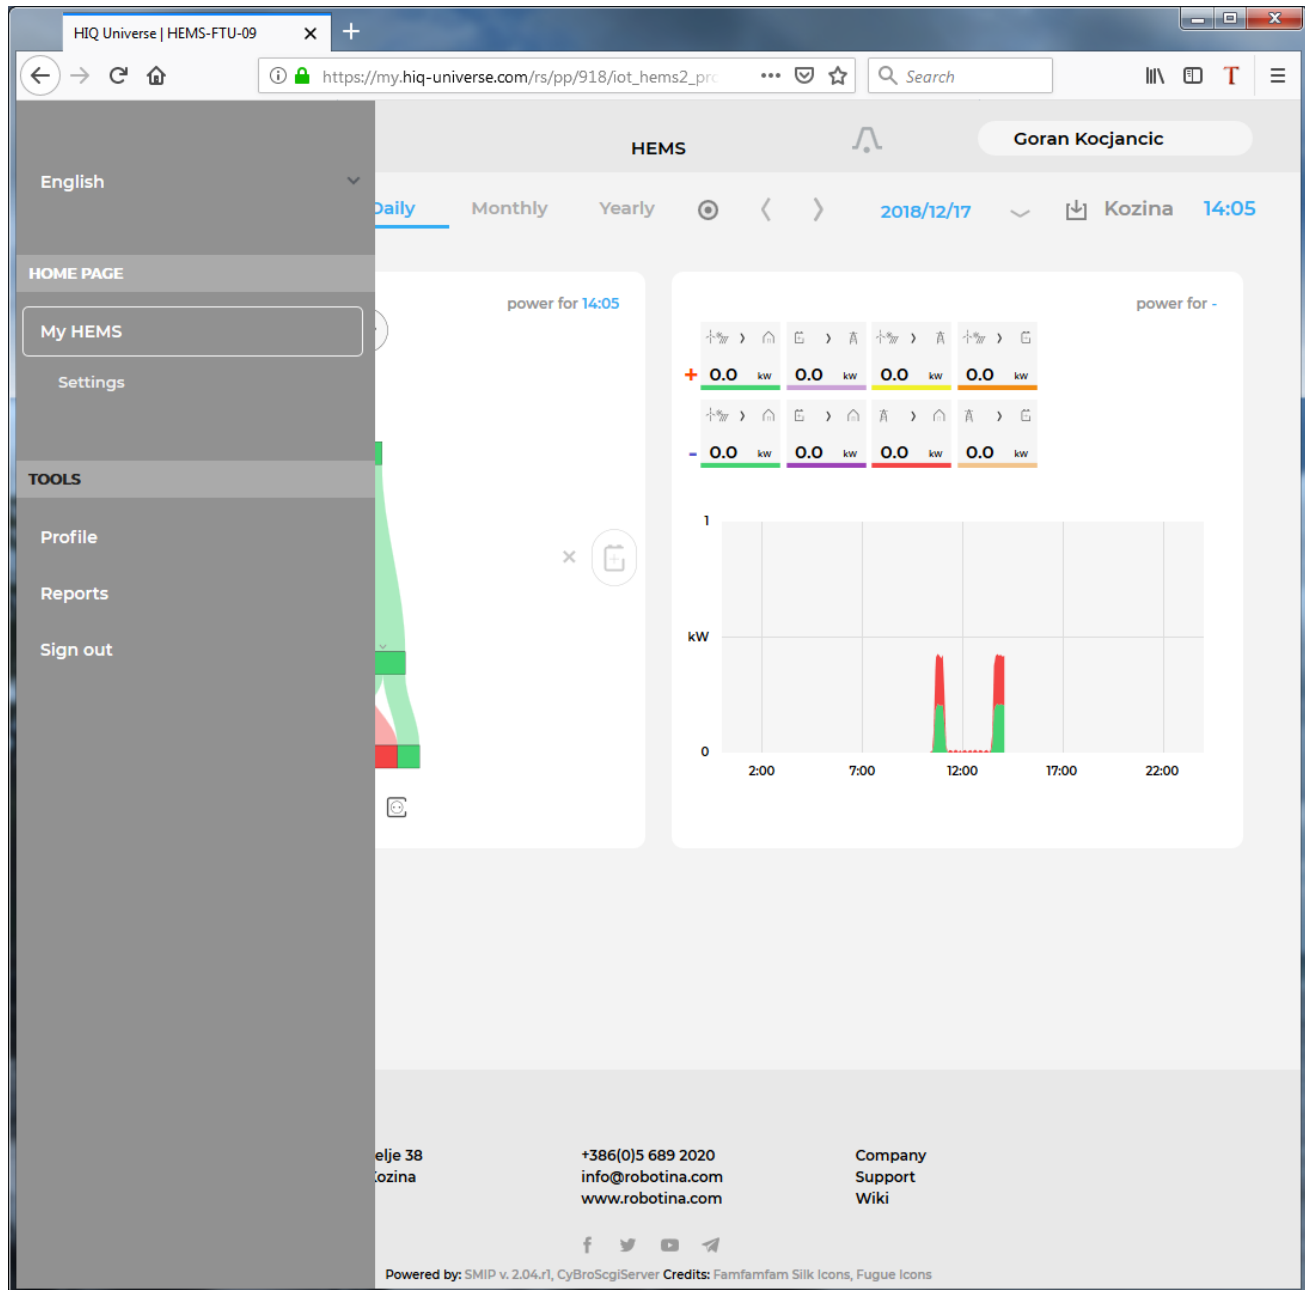 HIQ Universe | HEMS-FTU-09
https://my.hiq-universe.com/rs/pp/918/iot_hems2_pro
Search
T
HEMS
Goran Kocjancic
English
Daily Monthly Yearly 2018/12/17 Kozina 14:05
HOME PAGE
My HEMS
Settings
TOOLS
Profile
Reports
Sign out
power for 14:05
power for -
+ 0.0 kw 0.0 kw 0.0 kw 0.0 kw
- 0.0 kw 0.0 kw 0.0 kw 0.0 kw
1
kW
0
2:00 7:00 12:00 17:00 22:00
elje 38 +386(0)5 689 2020 Company
Kozina info@robotina.com Support
www.robotina.com Wiki
Powered by: SMIP v. 2.04.r1, CyBroScgiServer Credits: Famfamfam Silk Icons, Fugue Icons